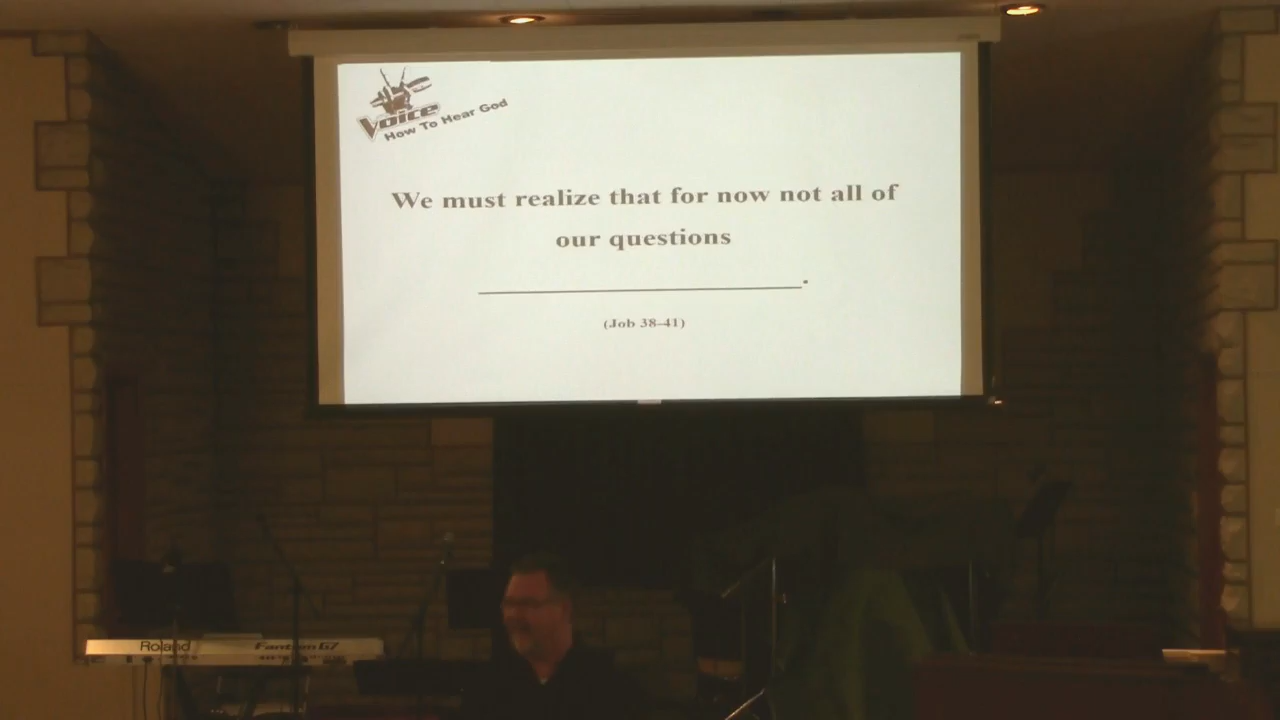 Voice
How To Hear God
We must realize that for now not all of
our questions
____________________.
(Job 38-41)
Roland
Fantom G7